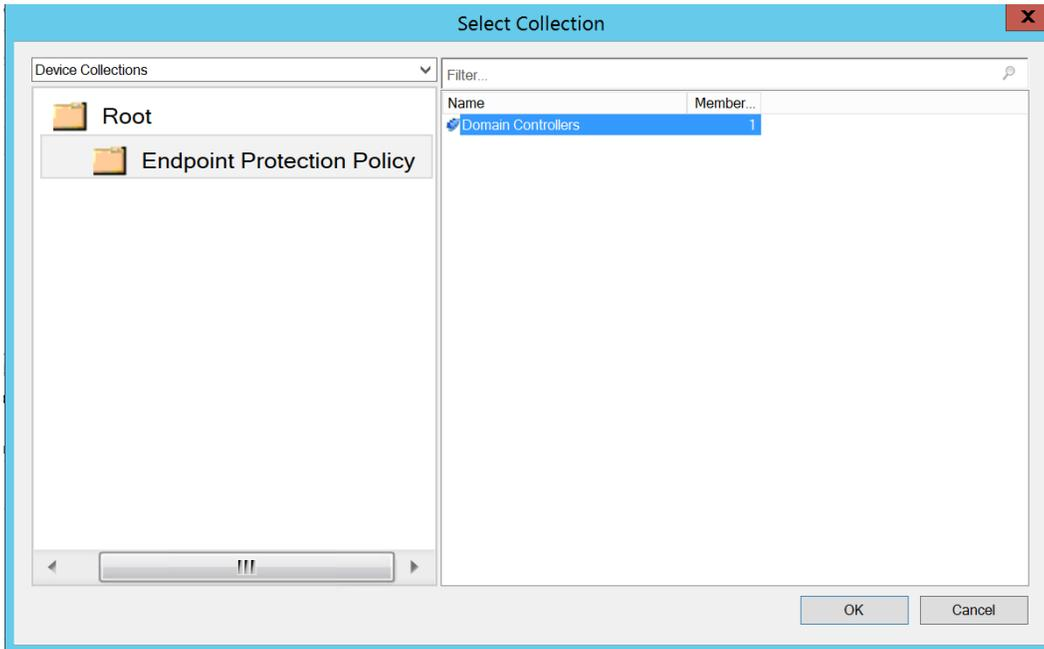 Select Collection
X
Device Collections
Filter...
Root
Endpoint Protection Policy
Name Member...
Domain Controllers 1
OK Cancel